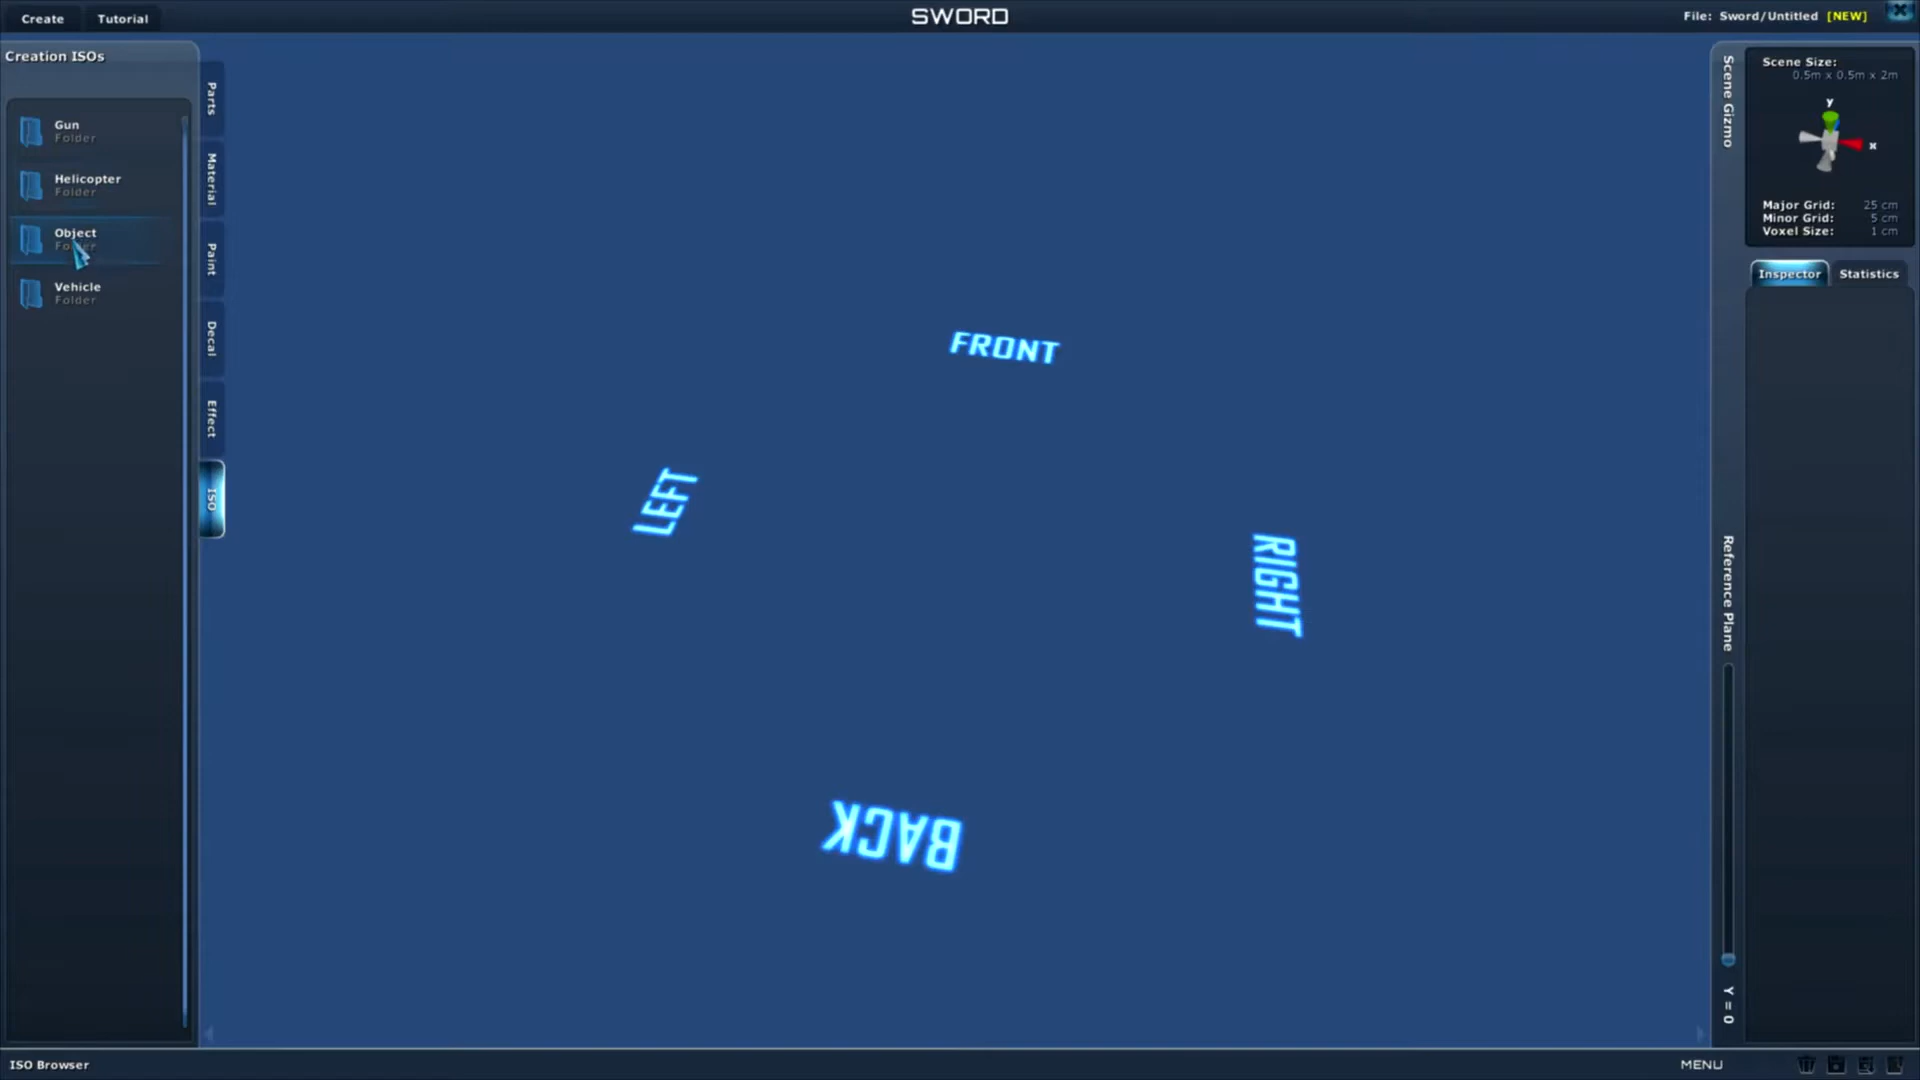 Create
Tutorial
SWORD
File: Sword/Untitled [NEW]
Creation ISOs
Gun
Folder
Helicopter
Folder
Object
Folder
Vehicle
Folder
Parts
Material
Paint
Decal
Effect
ISO
FRONT
LEFT
RIGHT
BACK
Scene Gizmo
Reference Plane
Y = 0
Scene Size:
0.5m x 0.5m x 2m
y
x
Major Grid: 25 cm
Minor Grid: 5 cm
Voxel Size: 1 cm
Inspector
Statistics
ISO Browser
MENU